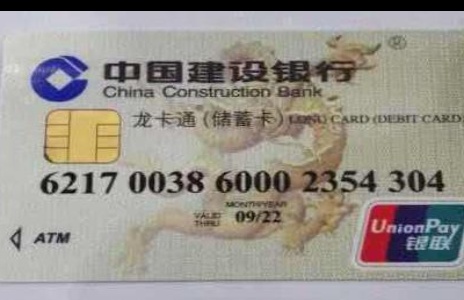 ®
中国建设银行
China Construction Bank
龙卡通(储蓄卡) LONG CARD (DEBIT CARD)
6217 0038 6000 2354 304
MONTH/YEAR
VALID THRU 09/22
ATM
UnionPay
银联